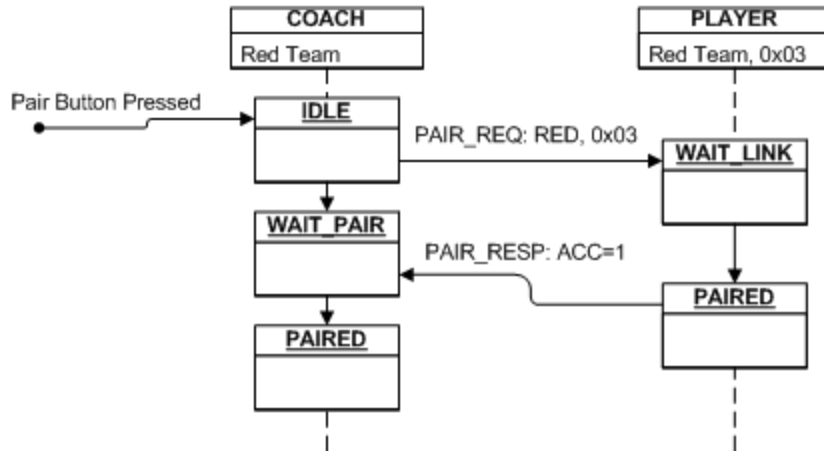 COACH
Red Team
PLAYER
Red Team, 0x03
Pair Button Pressed
IDLE
PAIR_REQ: RED, 0x03
WAIT_LINK
WAIT_PAIR
PAIR_RESP: ACC=1
PAIRED
PAIRED